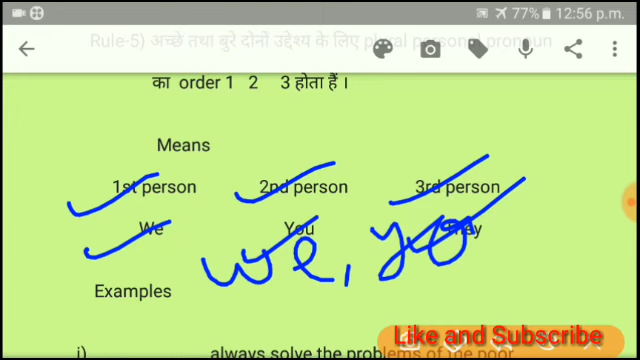 77% 12:56 p.m.
Rule-5) अच्छे तथा बुरे दोनों उद्देश्य के लिए plural personal pronoun
का order 1 2 3 होता हैं ।
Means
1st person 2nd person 3rd person
We You They
we, yo
Examples
i) always solve the problems of the poor
Like and Subscribe